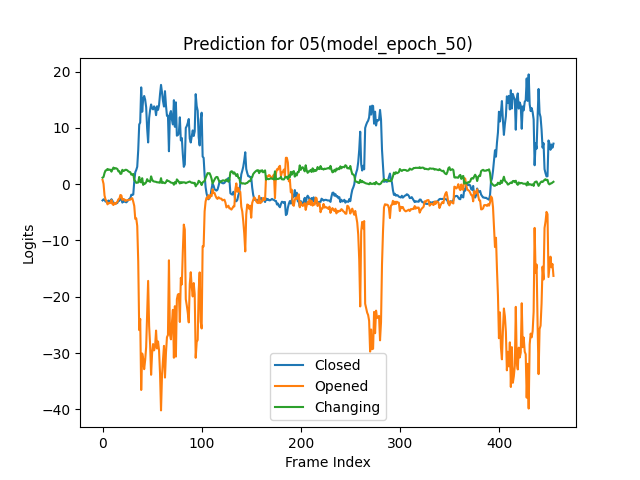 Prediction for 05(model_epoch_50)
20
10
0
−10
−20
−30
−40
Logits
Closed
Opened
Changing
0 100 200 300 400
Frame Index